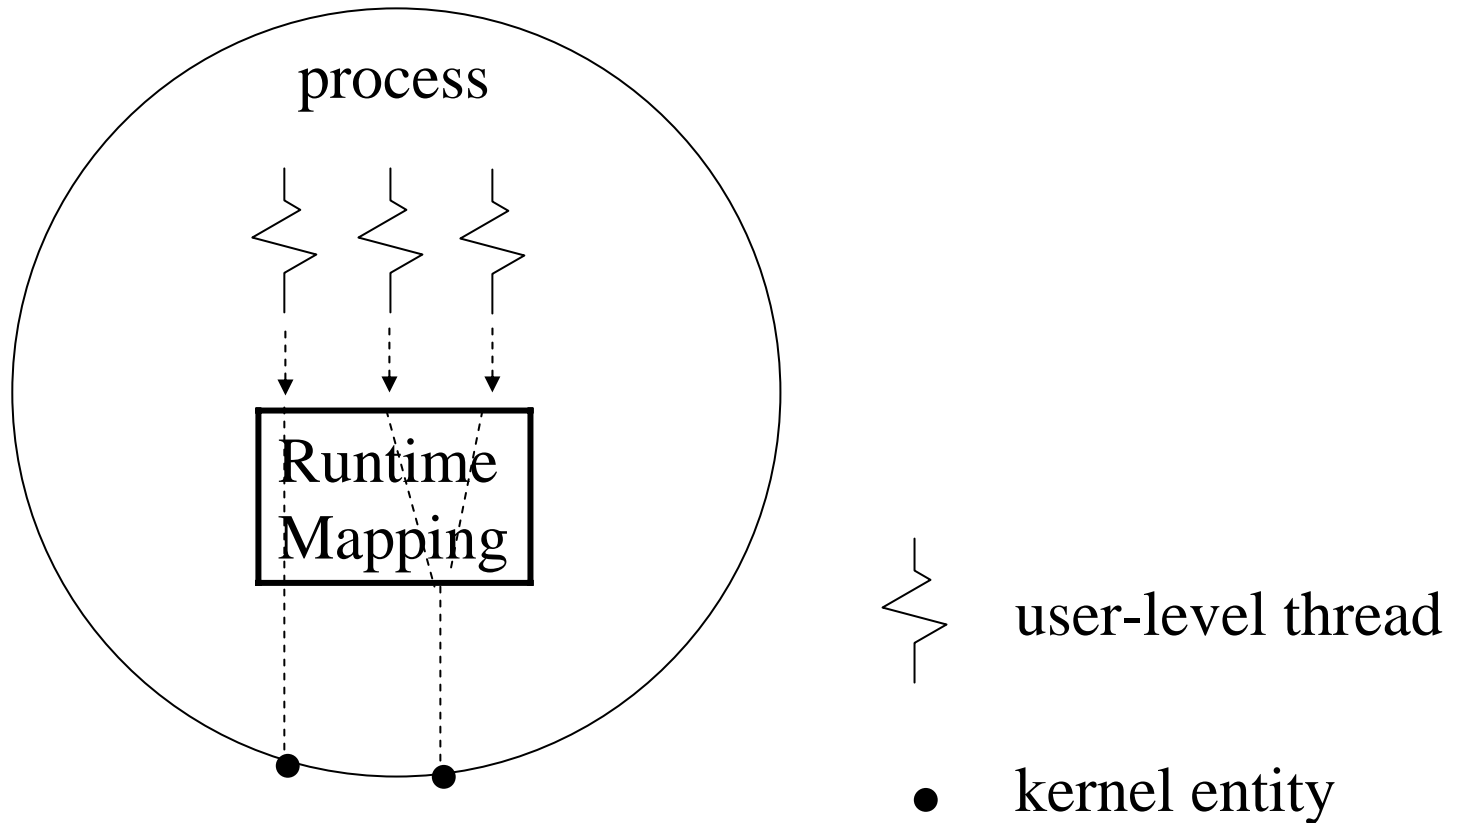 process
Runtime
Mapping
user-level thread
kernel entity